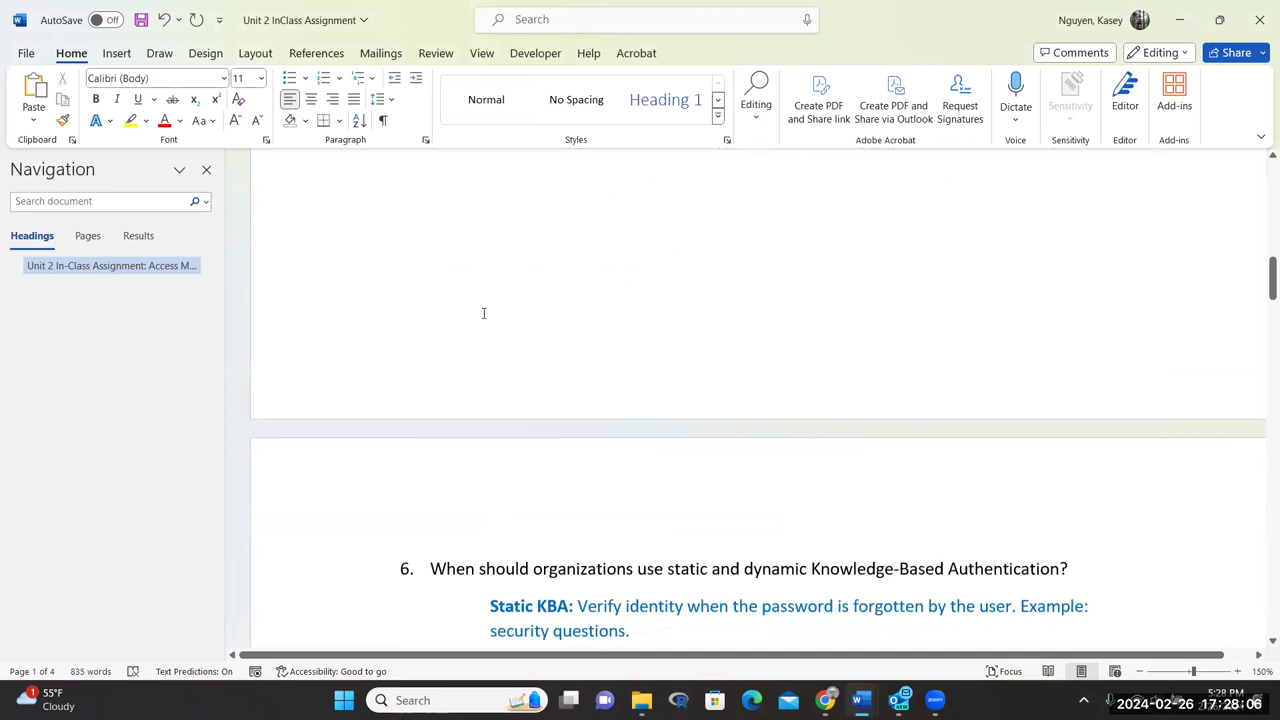 AutoSave Off Unit 2 InClass Assignment Search Nguyen, Kasey
File Home Insert Draw Design Layout References Mailings Review View Developer Help Acrobat Comments Editing Share
Paste Calibri (Body) 11 Normal No Spacing Heading 1 Editing Create PDF and Share link Create PDF and Share via Outlook Request Signatures Dictate Sensitivity Editor Add-ins
Clipboard Font Paragraph Styles Adobe Acrobat Voice Sensitivity Editor Add-ins
Navigation
Search document
Headings Pages Results
Unit 2 In-Class Assignment: Access M...
6. When should organizations use static and dynamic Knowledge-Based Authentication?
Static KBA: Verify identity when the password is forgotten by the user. Example:
security questions.
Page 1 of 4 835 words Text Predictions: On Accessibility: Good to go Focus 150%
1 55°F
Cloudy
Search
5:28 PM
2024-02-26 17:28:06